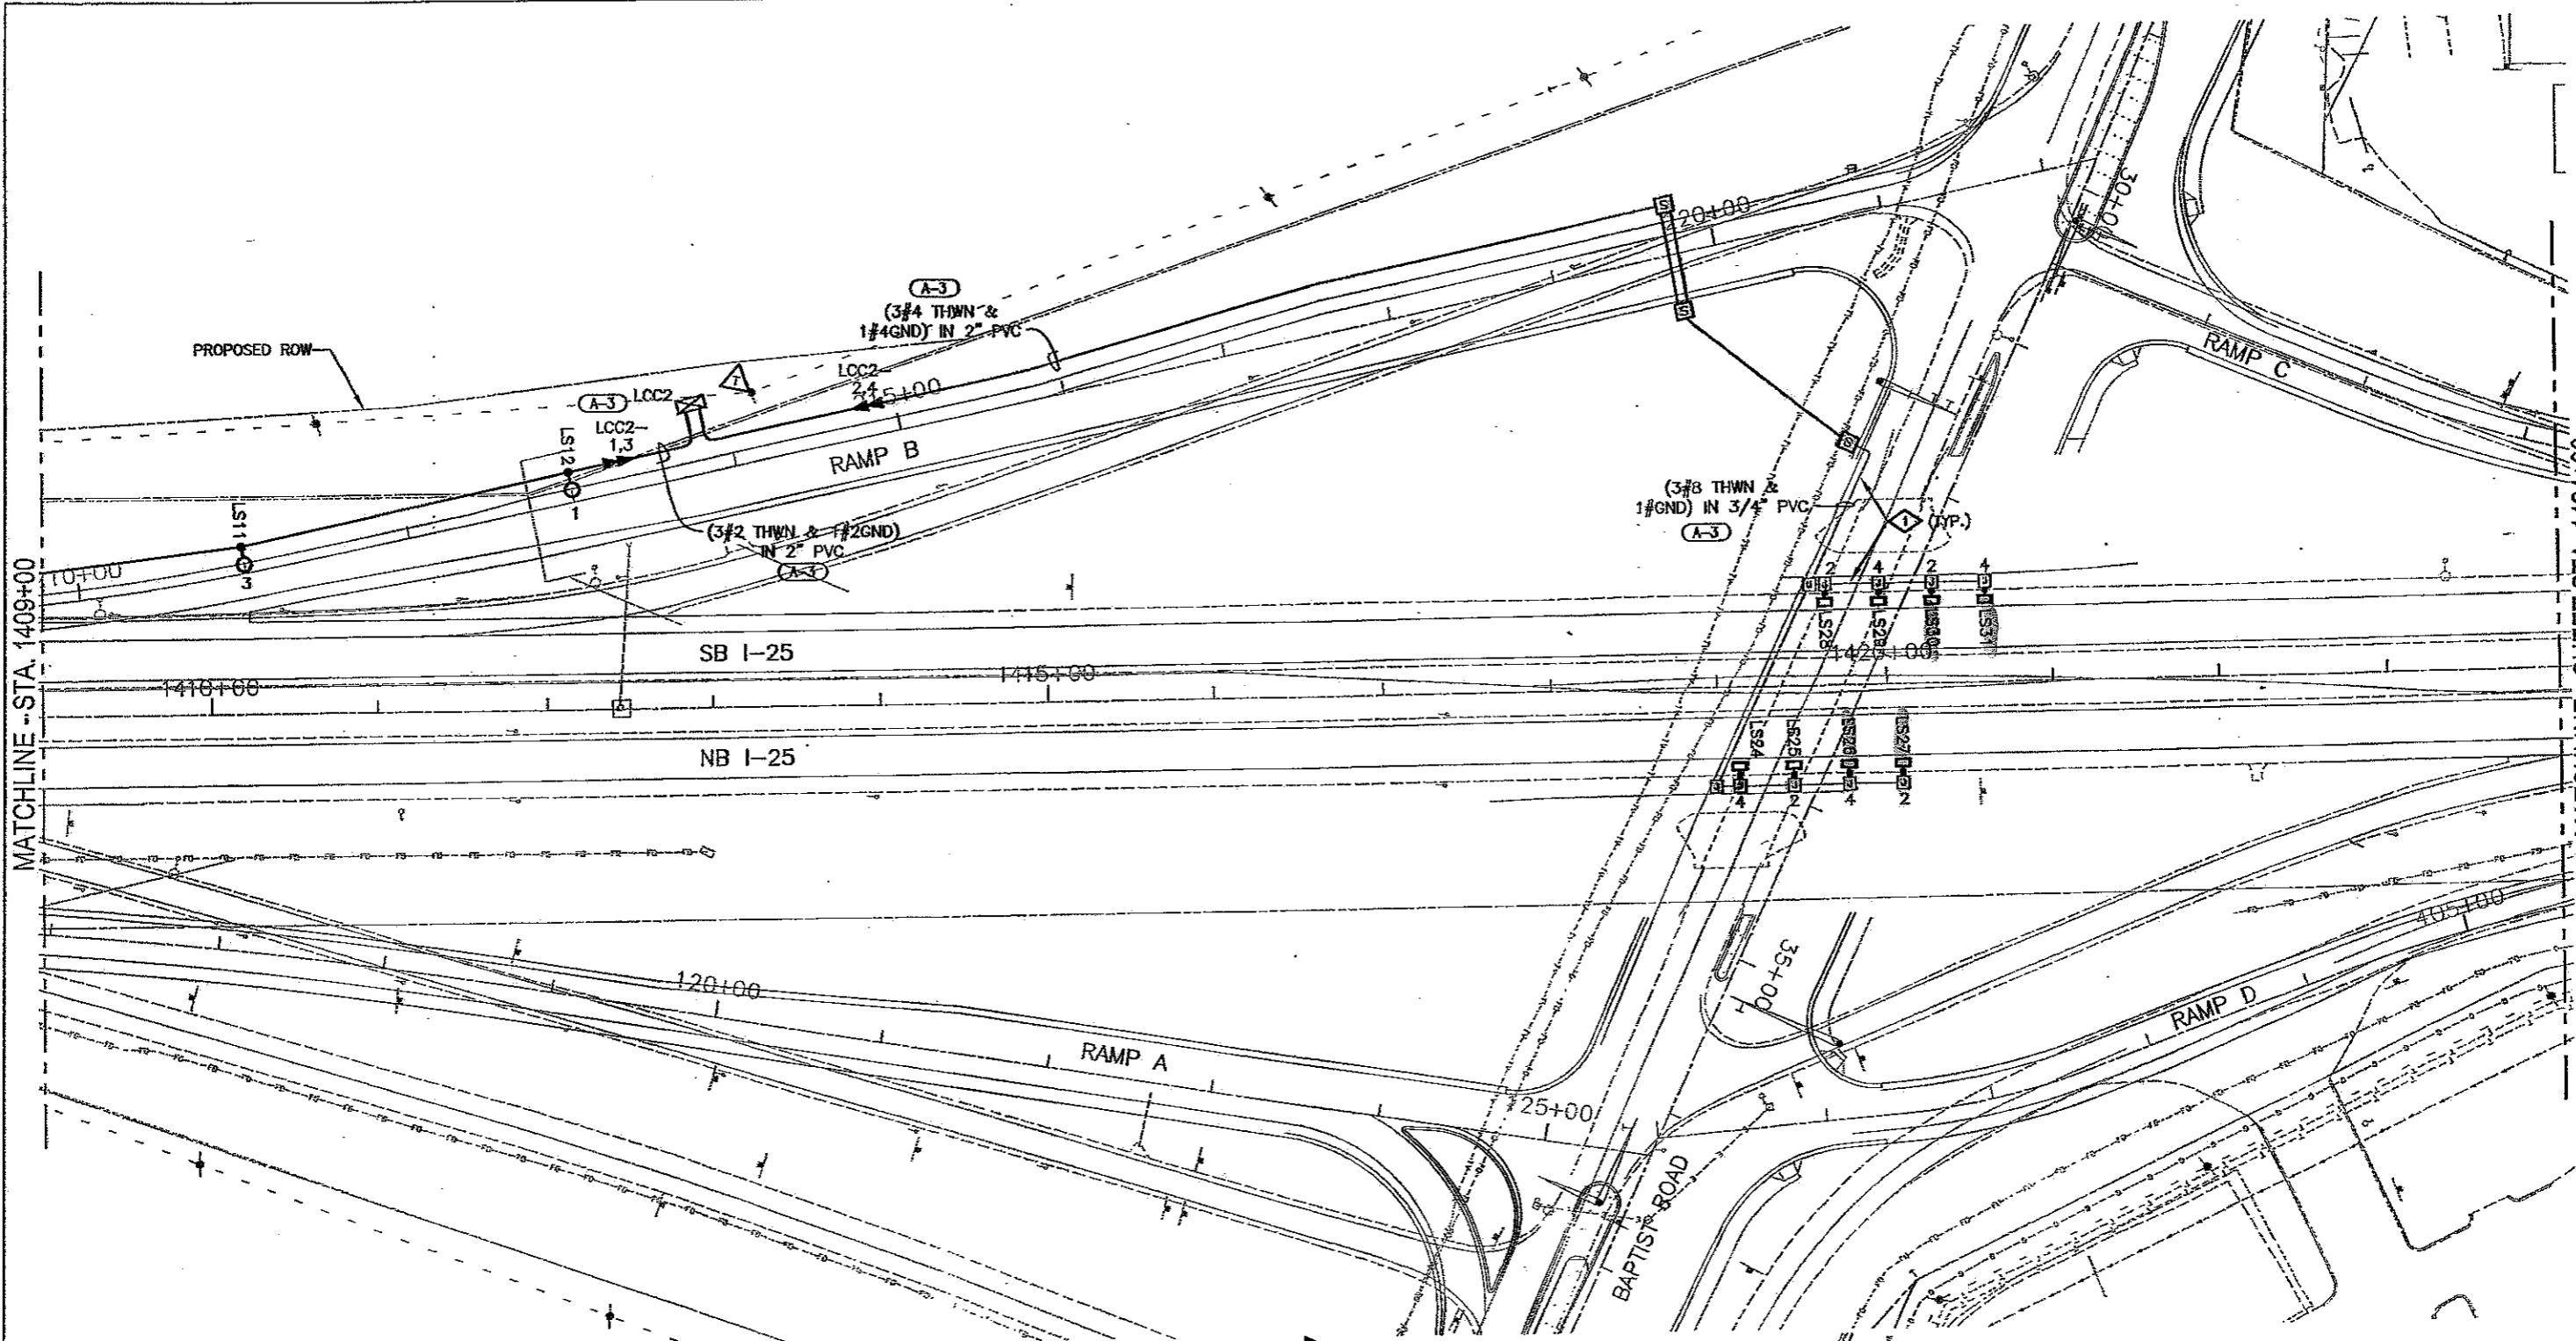 30+00
20+00
A-3
(3#4 THWN &
1#4GND) IN 2" PVC
PROPOSED ROW
RAMP C
LCC2-
2,4
15+00
A-3
LCC2
LCC2-
1,3
LS12
1
RAMP B
(3#8 THWN &
1#GND) IN 3/4" PVC
A-3
1
(TYP.)
LS11
3
(3#2 THWN & 1#2GND)
IN 2" PVC
A-3
10+00
MATCHLINE - STA. 1409+00
2
4
2
4
LS28
LS29
LS30
LS31
SB I-25
1420+00
1410+00
1415+00
NB I-25
LS24
LS25
LS26
LS27
4
2
4
2
405+00
35+00
120+00
RAMP D
RAMP A
125+00
BAPTIST ROAD